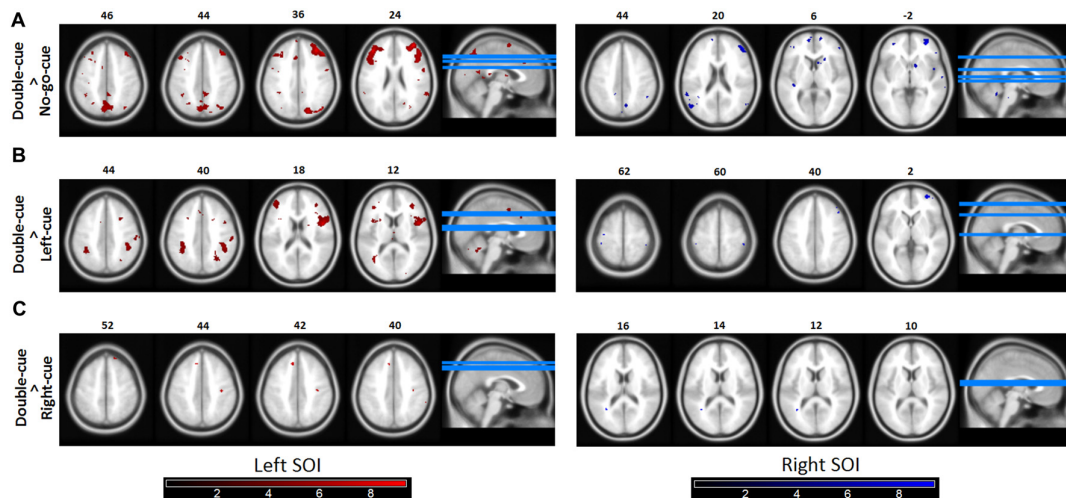 A
Double-cue
>
No-go-cue
46 44 36 24
44 20 6 -2
B
Double-cue
>
Left-cue
44 40 18 12
62 60 40 2
C
Double-cue
>
Right-cue
52 44 42 40
16 14 12 10
Left SOI
2 4 6 8
Right SOI
2 4 6 8